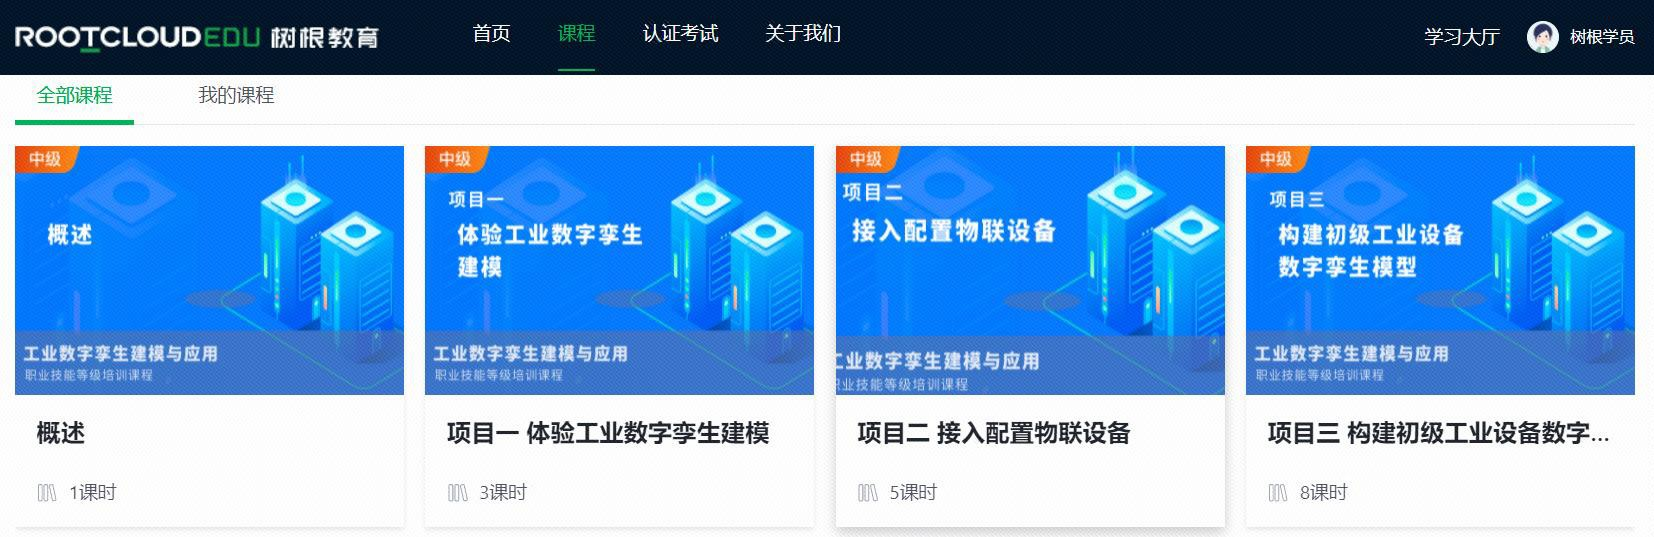 ROOTCLOUDEDU 树根教育
首页
课程
认证考试
关于我们
学习大厅
树根学员
全部课程
我的课程
中级
概述
工业数字孪生建模与应用
职业技能等级培训课程
概述
1课时
中级
项目一
体验工业数字孪生
建模
工业数字孪生建模与应用
职业技能等级培训课程
项目一 体验工业数字孪生建模
3课时
中级
项目二
接入配置物联设备
工业数字孪生建模与应用
职业技能等级培训课程
项目二 接入配置物联设备
5课时
中级
项目三
构建初级工业设备
数字孪生模型
工业数字孪生建模与应用
职业技能等级培训课程
项目三 构建初级工业设备数字...
8课时